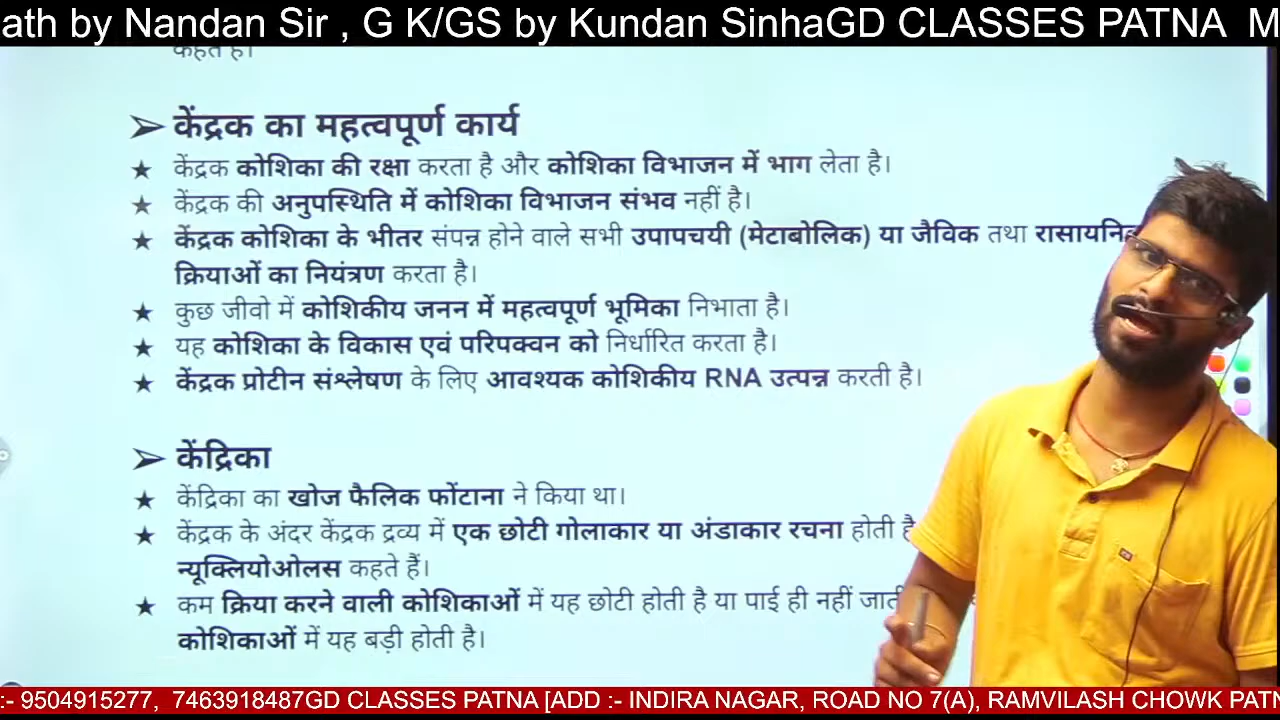 ath by Nandan Sir , G K/GS by Kundan SinhaGD CLASSES PATNA M
कहते हैं।
➢ केंद्रक का महत्वपूर्ण कार्य
★ केंद्रक कोशिका की रक्षा करता है और कोशिका विभाजन में भाग लेता है।
★ केंद्रक की अनुपस्थिति में कोशिका विभाजन संभव नहीं है।
★ केंद्रक कोशिका के भीतर संपन्न होने वाले सभी उपापचयी (मेटाबोलिक) या जैविक तथा रासायनिक
क्रियाओं का नियंत्रण करता है।
★ कुछ जीवो में कोशिकीय जनन में महत्वपूर्ण भूमिका निभाता है।
★ यह कोशिका के विकास एवं परिपक्वन को निर्धारित करता है।
★ केंद्रक प्रोटीन संश्लेषण के लिए आवश्यक कोशिकीय RNA उत्पन्न करती है।
➢ केंद्रिका
★ केंद्रिका का खोज फैलिक फोंटाना ने किया था।
★ केंद्रक के अंदर केंद्रक द्रव्य में एक छोटी गोलाकार या अंडाकार रचना होती है
न्यूक्लियोओलस कहते हैं।
★ कम क्रिया करने वाली कोशिकाओं में यह छोटी होती है या पाई ही नहीं जाती
कोशिकाओं में यह बड़ी होती है।
:- 9504915277, 7463918487GD CLASSES PATNA [ADD :- INDIRA NAGAR, ROAD NO 7(A), RAMVILASH CHOWK PATN